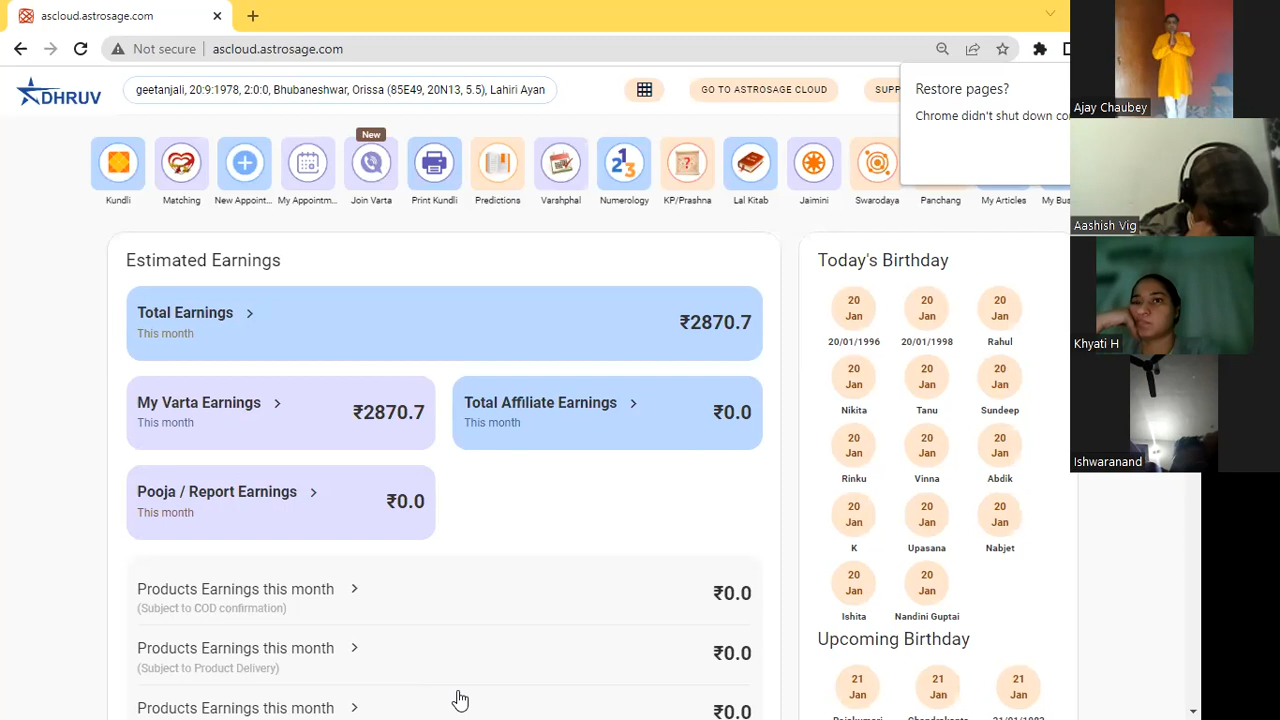 ascloud.astrosage.com
Not secure
ascloud.astrosage.com
DHRUV
geetanjali, 20:9:1978, 2:0:0, Bhubaneshwar, Orissa (85E49, 20N13, 5.5), Lahiri Ayan
GO TO ASTROSAGE CLOUD
SUPP
Restore pages?
Chrome didn't shut down co
New
Kundli
Matching
New Appoint...
My Appointm...
Join Varta
Print Kundli
Predictions
Varshphal
Numerology
KP/Prashna
Lal Kitab
Jaimini
Swarodaya
Panchang
My Articles
My Bus
Estimated Earnings
Total Earnings
This month
₹2870.7
My Varta Earnings
This month
₹2870.7
Total Affiliate Earnings
This month
₹0.0
Pooja / Report Earnings
This month
₹0.0
Products Earnings this month
(Subject to COD confirmation)
₹0.0
Products Earnings this month
(Subject to Product Delivery)
₹0.0
Products Earnings this month
₹0.0
Today's Birthday
20
Jan
20/01/1996
20
Jan
20/01/1998
20
Jan
Rahul
20
Jan
Nikita
20
Jan
Tanu
20
Jan
Sundeep
20
Jan
Rinku
20
Jan
Vinna
20
Jan
Abdik
20
Jan
K
20
Jan
Upasana
20
Jan
Nabjet
20
Jan
Ishita
20
Jan
Nandini Guptai
Upcoming Birthday
21
Jan
21
Jan
21
Jan
Ajay Chaubey
Aashish Vig
Khyati H
Ishwaranand